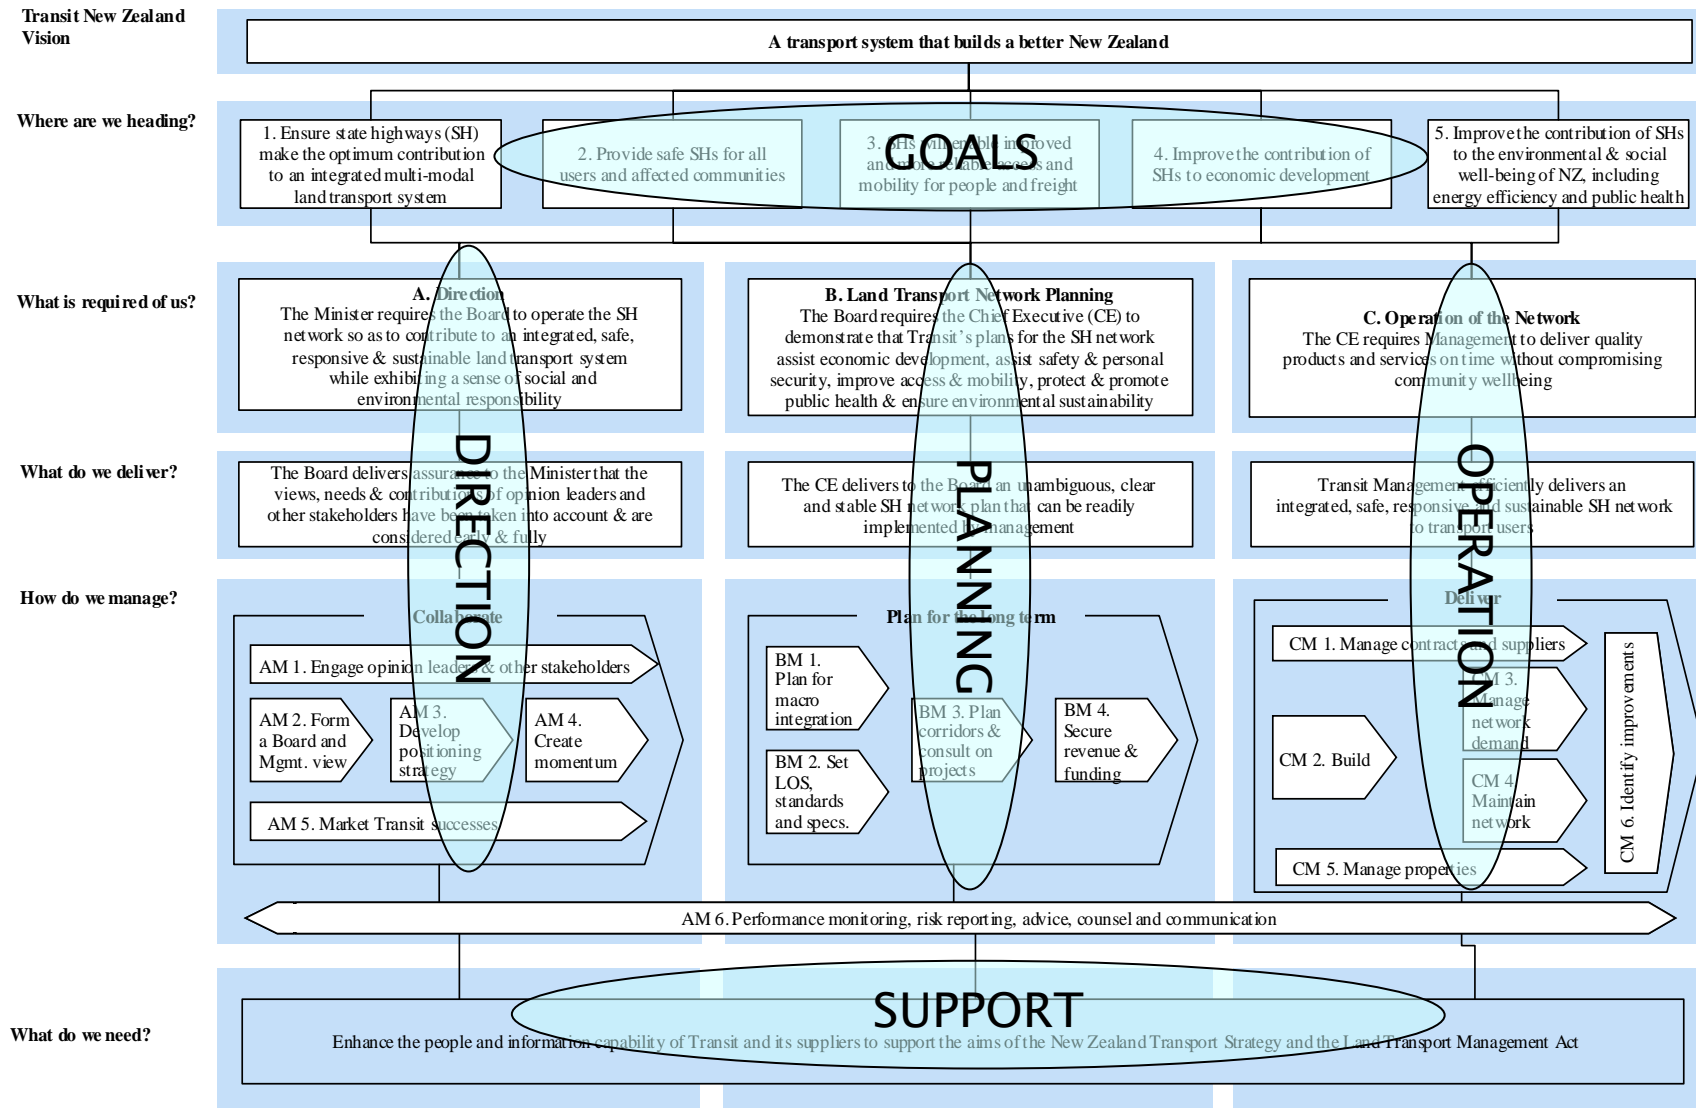 Transit New Zealand
Vision
A transport system that builds a better New Zealand
Where are we heading?
1. Ensure state highways (SH)
make the optimum contribution
to an integrated multi-modal
land transport system
2. Provide safe SHs for all
users and affected communities
3. SHs will enable improved
and more reliable access and
mobility for people and freight
4. Improve the contribution of
SHs to economic development
5. Improve the contribution of SHs
to the environmental & social
well-being of NZ, including
energy efficiency and public health
GOALS
What is required of us?
A. Direction
The Minister requires the Board to operate the SH
network so as to contribute to an integrated, safe,
responsive & sustainable land transport system
while exhibiting a sense of social and
environmental responsibility
B. Land Transport Network Planning
The Board requires the Chief Executive (CE) to
demonstrate that Transit's plans for the SH network
assist economic development, assist safety & personal
security, improve access & mobility, protect & promote
public health & ensure environmental sustainability
C. Operation of the Network
The CE requires Management to deliver quality
products and services on time without compromising
community wellbeing
What do we deliver?
The Board delivers assurance to the Minister that the
views, needs & contributions of opinion leaders and
other stakeholders have been taken into account & are
considered early & fully
The CE delivers to the Board an unambiguous, clear
and stable SH network plan that can be readily
implemented by management
Transit Management efficiently delivers an
integrated, safe, responsive and sustainable SH network
to transport users
DIRECTION
PLANNING
OPERATION
How do we manage?
Collaborate
AM 1. Engage opinion leaders & other stakeholders
AM 2. Form
a Board and
Mgmt. view
AM 3.
Develop
positioning
strategy
AM 4.
Create
momentum
AM 5. Market Transit successes
Plan for the long term
BM 1.
Plan for
macro
integration
BM 2. Set
LOS,
standards
and specs.
BM 3. Plan
corridors &
consult on
projects
BM 4.
Secure
revenue &
funding
Deliver
CM 1. Manage contracts and suppliers
CM 2. Build
CM 3.
Manage
network
demand
CM 4.
Maintain
network
CM 5. Manage properties
CM 6. Identify improvements
AM 6. Performance monitoring, risk reporting, advice, counsel and communication
What do we need?
SUPPORT
Enhance the people and information capability of Transit and its suppliers to support the aims of the New Zealand Transport Strategy and the Land Transport Management Act